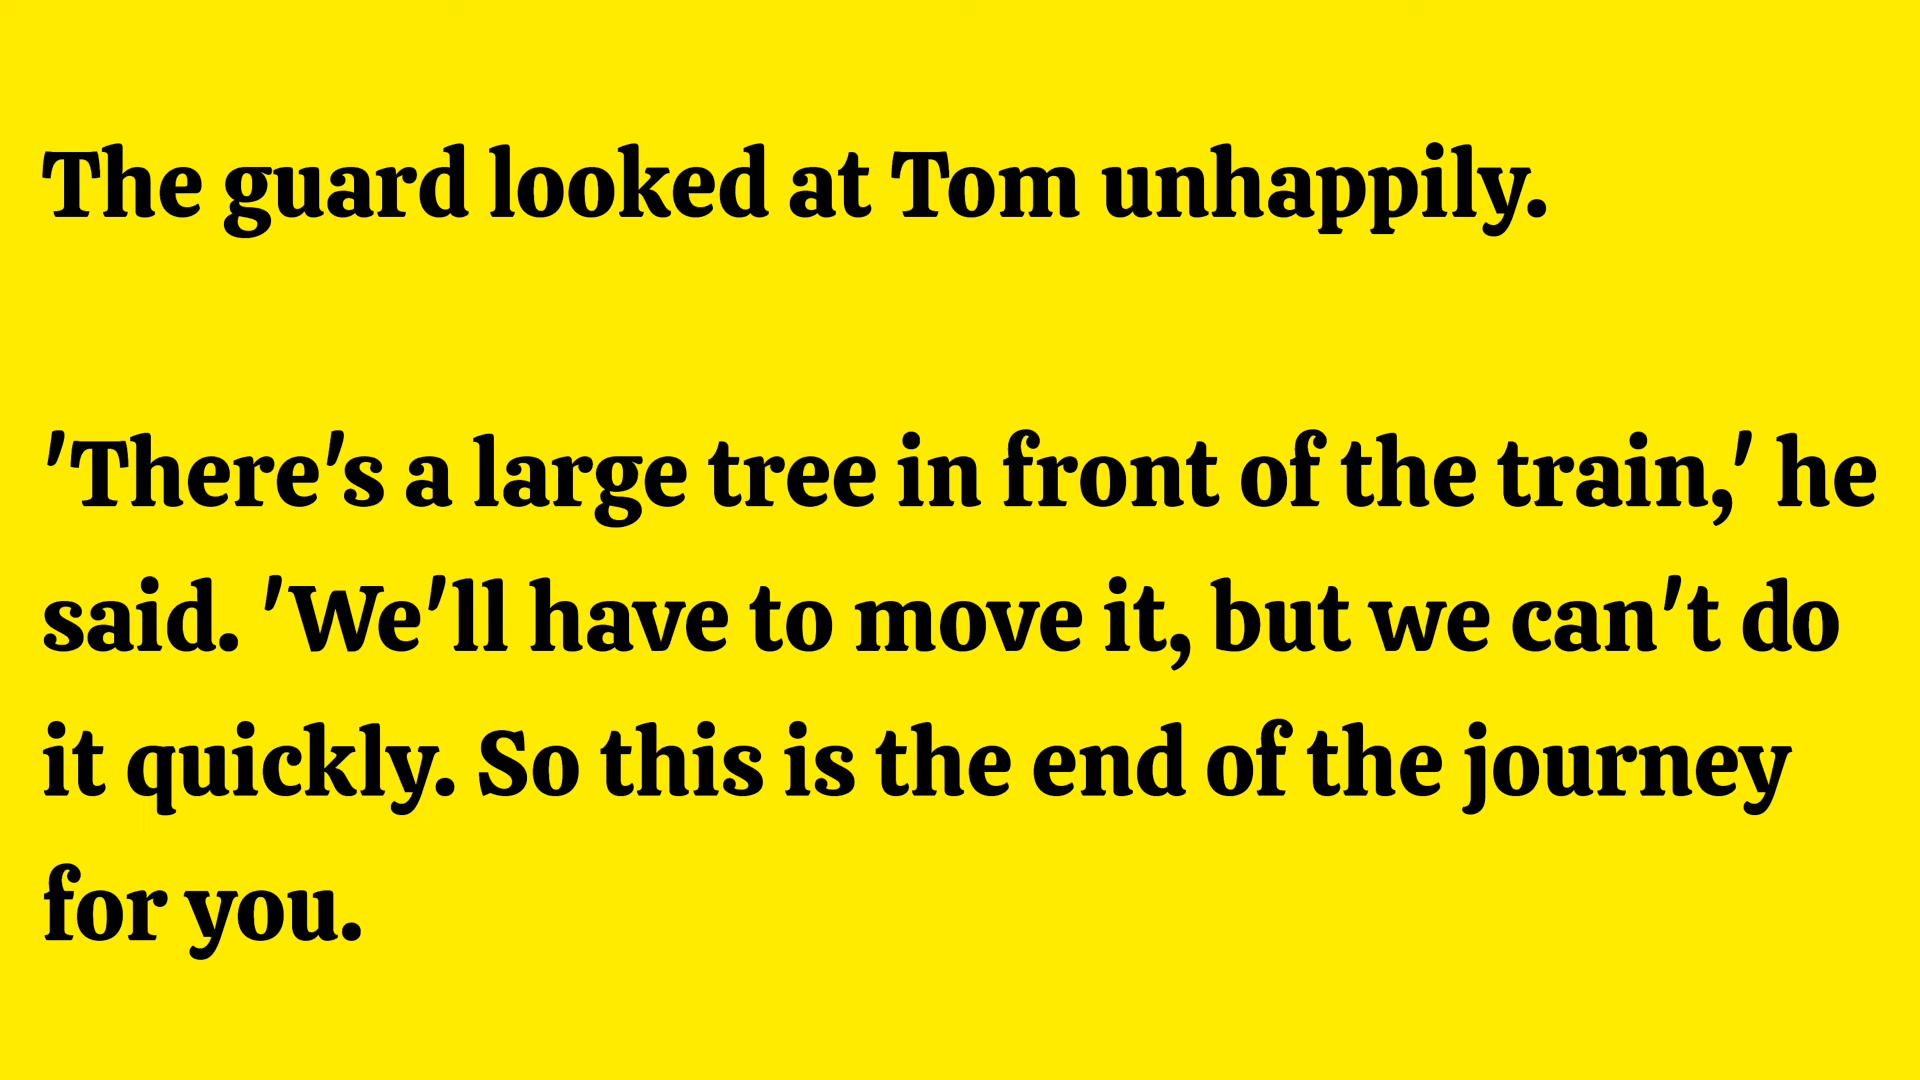 The guard looked at Tom unhappily.
'There's a large tree in front of the train,' he
said. 'We'll have to move it, but we can't do
it quickly. So this is the end of the journey
for you.